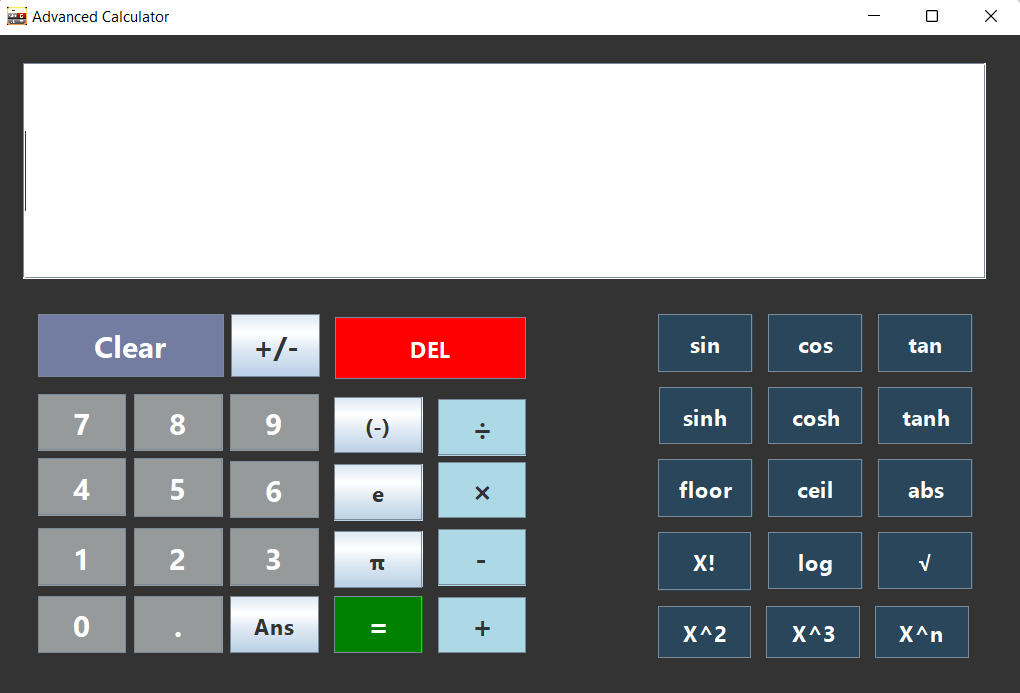 Advanced Calculator
Clear +/- DEL sin cos tan
7 8 9 (-) ÷ sinh cosh tanh
4 5 6 e × floor ceil abs
1 2 3 π - X! log √
0 . Ans = + X^2 X^3 X^n